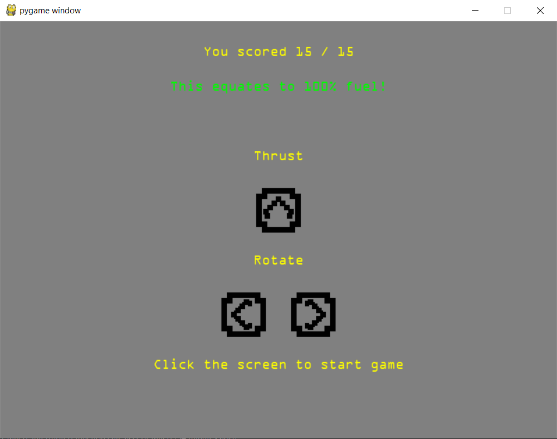 pygame window
You scored 15 / 15
This equates to 100% fuel!
Thrust
Rotate
Click the screen to start game